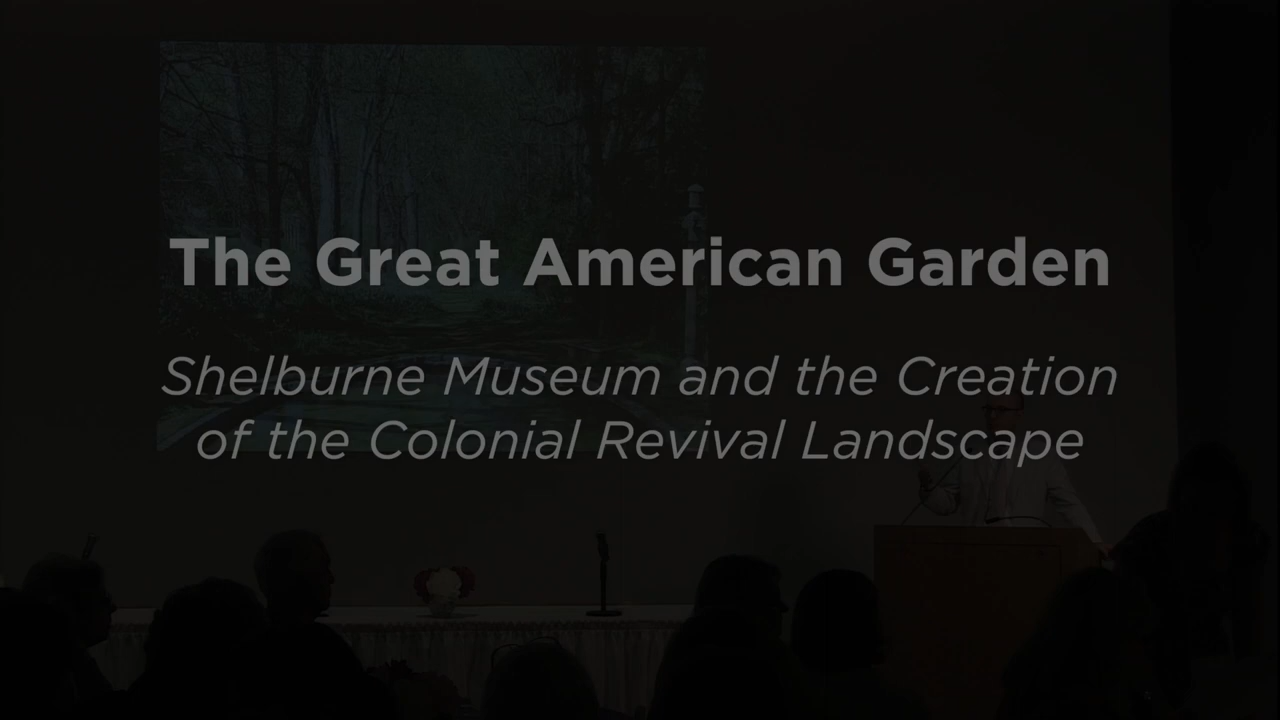 The Great American Garden
Shelburne Museum and the Creation
of the Colonial Revival Landscape